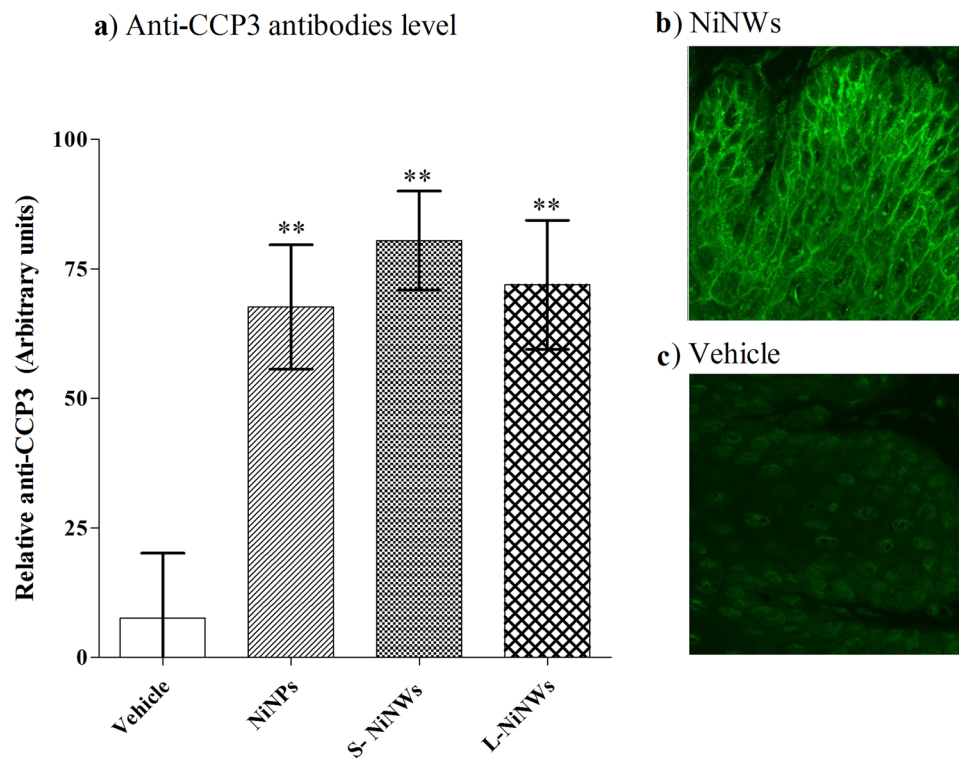 a) Anti-CCP3 antibodies level
Relative anti-CCP3 (Arbitrary units)
100
75
50
25
0
**
**
**
Vehicle
NiNPs
S- NiNWs
L-NiNWs
b) NiNWs
c) Vehicle